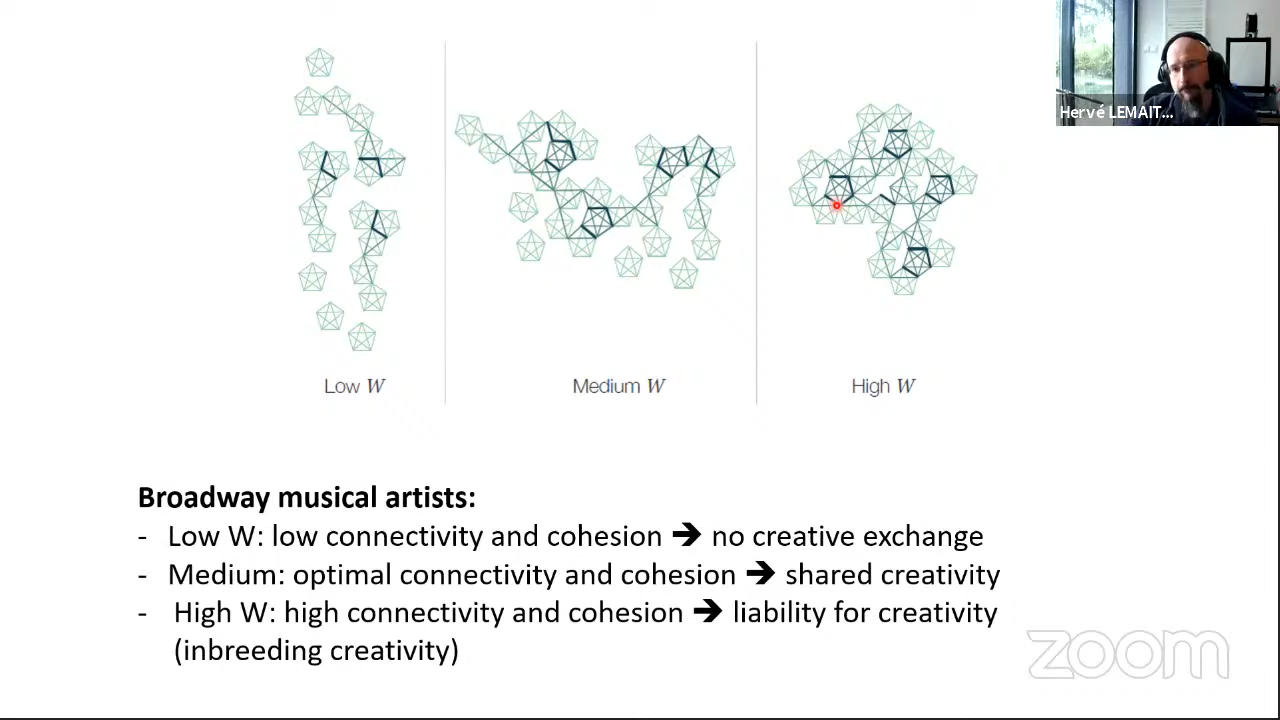 Hervé LEMAIT...
Low W
Medium W
High W
Broadway musical artists:
- Low W: low connectivity and cohesion ➔ no creative exchange
- Medium: optimal connectivity and cohesion ➔ shared creativity
- High W: high connectivity and cohesion ➔ liability for creativity
(inbreeding creativity)
zoom